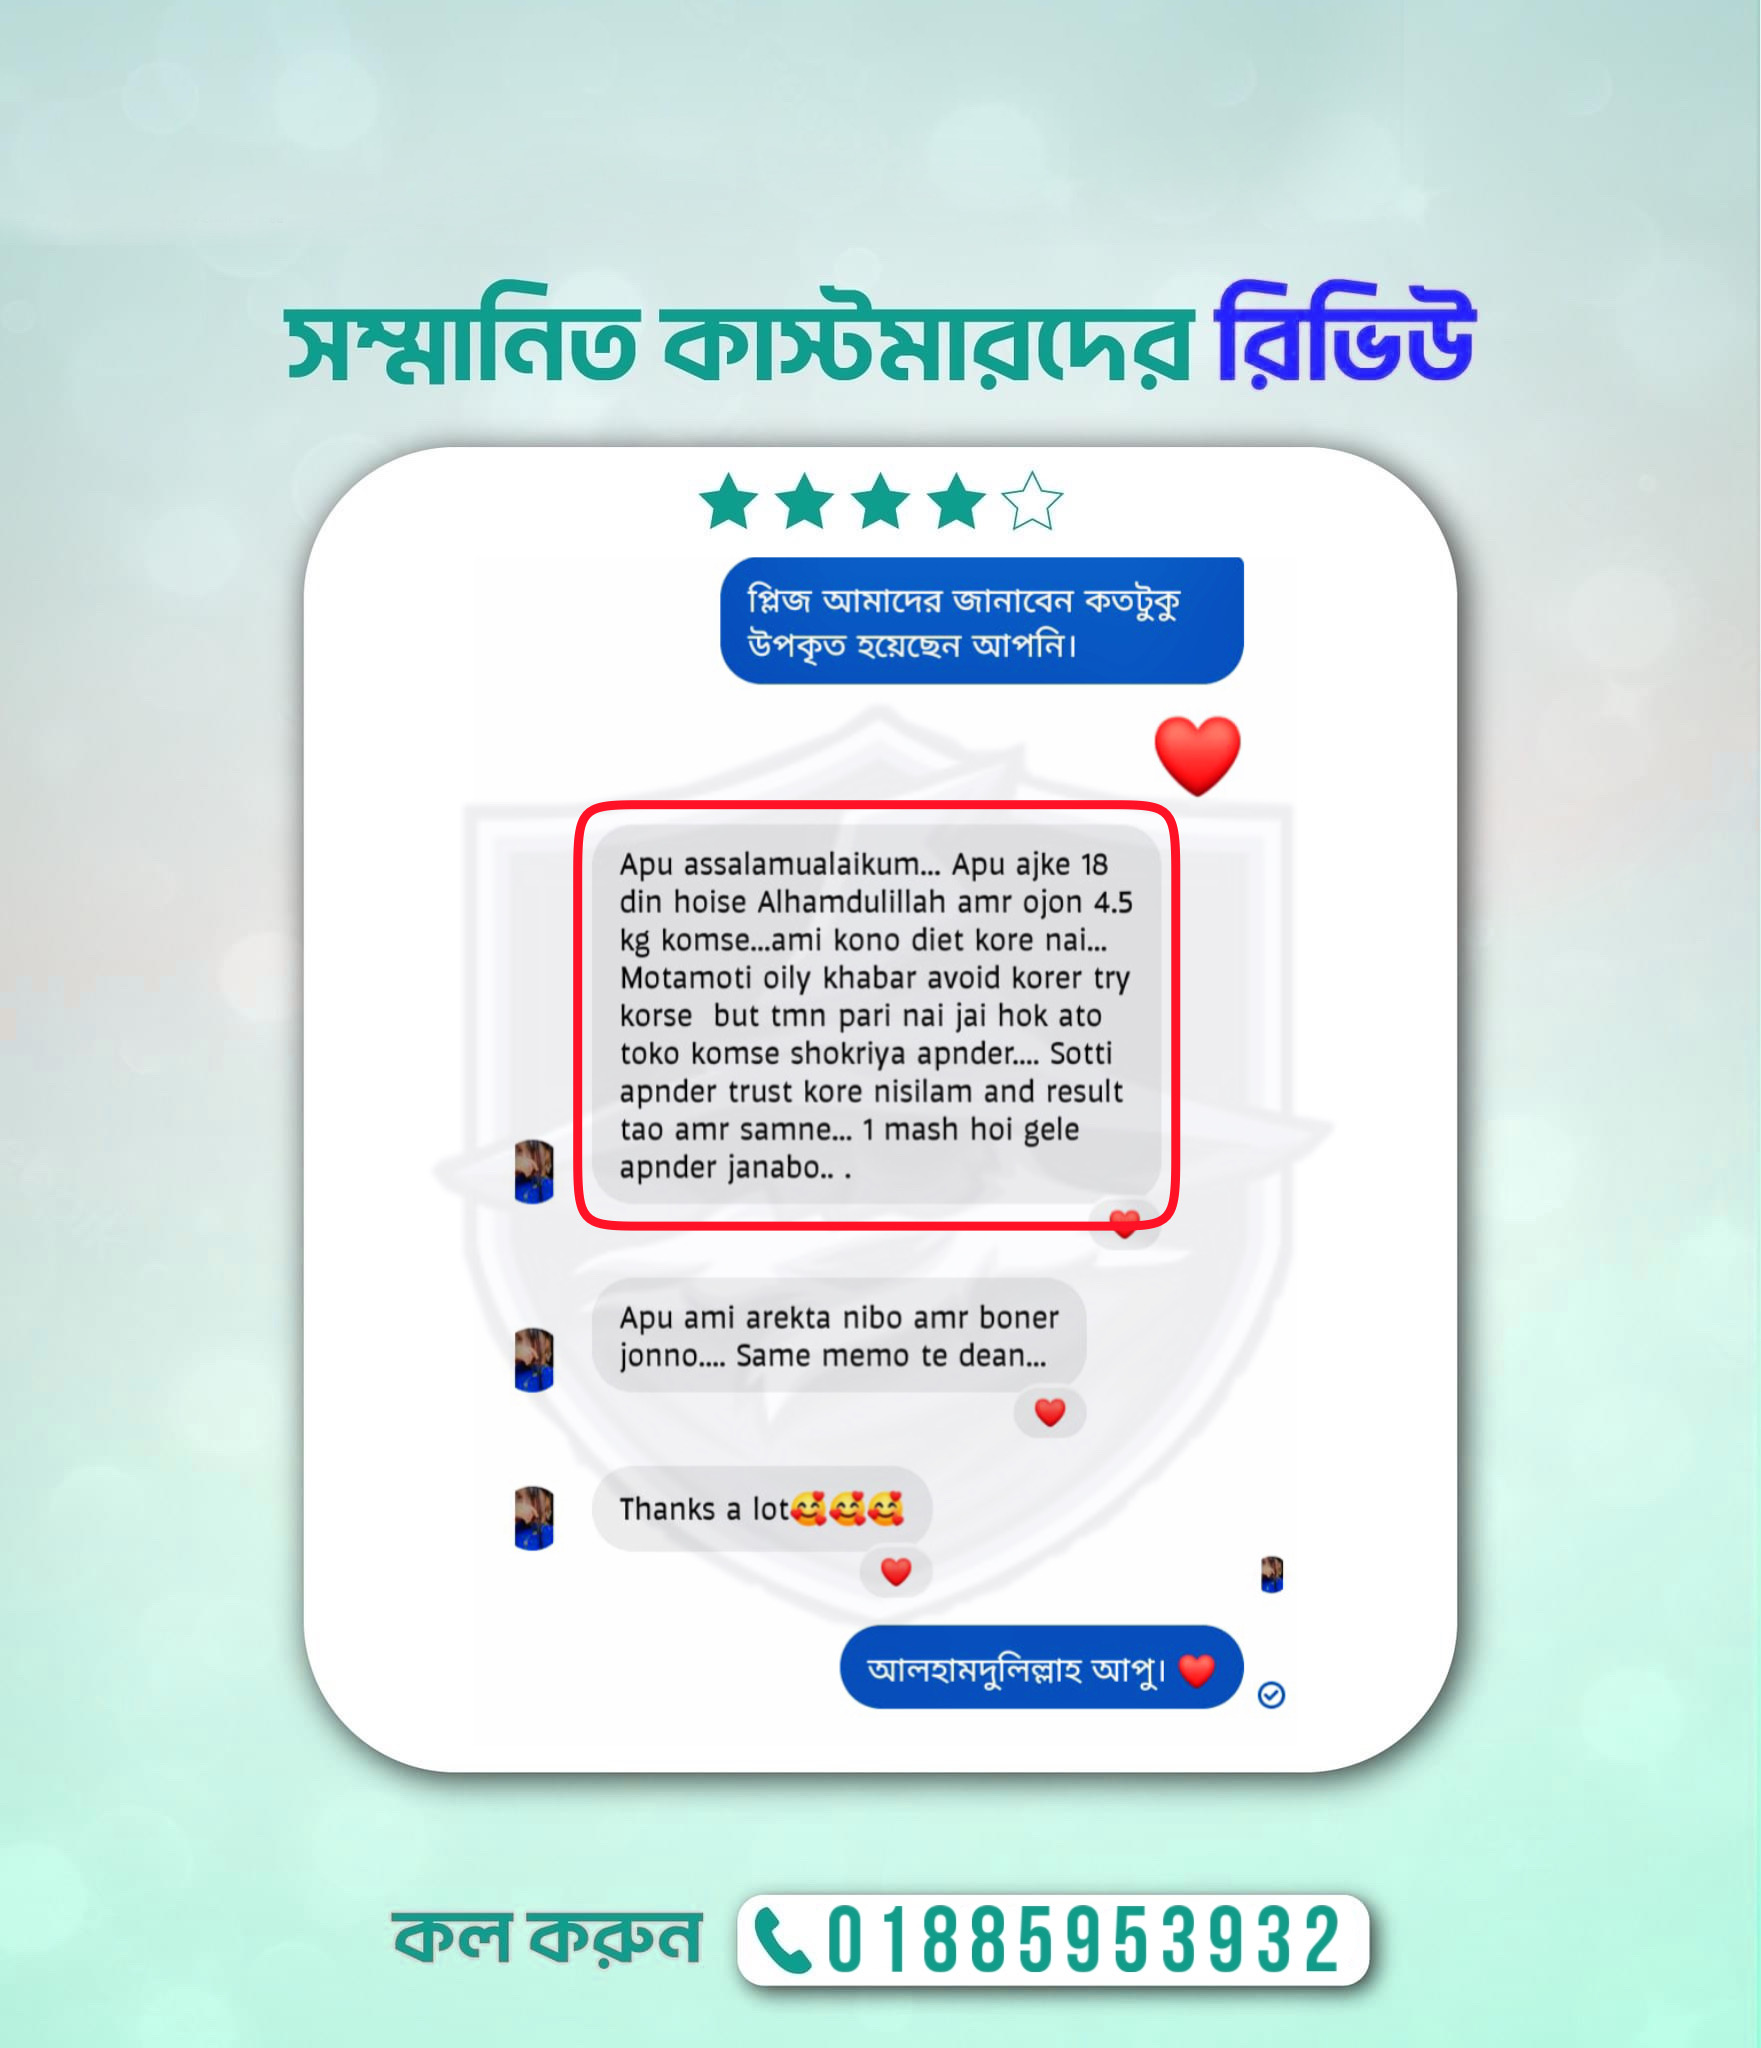 সম্মানিত কাস্টমারদের রিভিউ
প্লিজ আমাদের জানাবেন কতটুকু
উপকৃত হয়েছেন আপনি।
Apu assalamualaikum... Apu ajke 18
din hoise Alhamdulillah amr ojon 4.5
kg komse...ami kono diet kore nai...
Motamoti oily khabar avoid korer try
korse  but tmn pari nai jai hok ato
toko komse shokriya apnder.... Sotti
apnder trust kore nisilam and result
tao amr samne... 1 mash hoi gele
apnder janabo.. .
Apu ami arekta nibo amr boner
jonno.... Same memo te dean...
Thanks a lot🥰🥰🥰
আলহামদুলিল্লাহ আপু। ❤️
কল করুন 01885953932